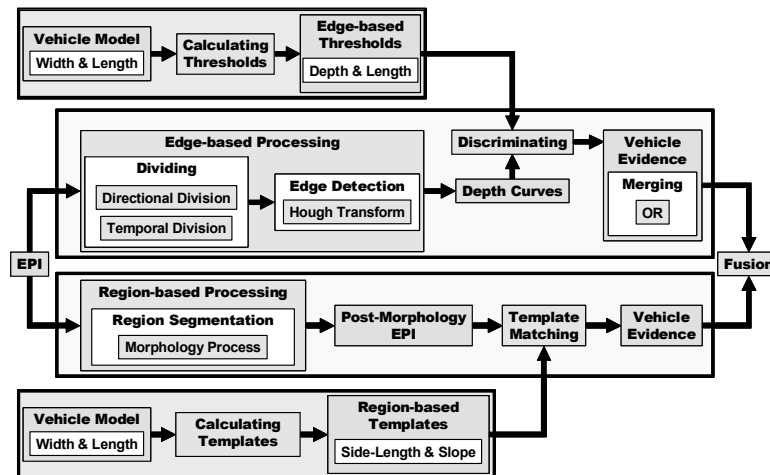 Vehicle Model
Width & Length
Calculating
Thresholds
Edge-based
Thresholds
Depth & Length
Edge-based Processing
Dividing
Directional Division
Temporal Division
Edge Detection
Hough Transform
Depth Curves
Discriminating
Vehicle
Evidence
Merging
OR
EPI
Fusion
Region-based Processing
Region Segmentation
Morphology Process
Post-Morphology
EPI
Template
Matching
Vehicle
Evidence
Vehicle Model
Width & Length
Calculating
Templates
Region-based
Templates
Side-Length & Slope